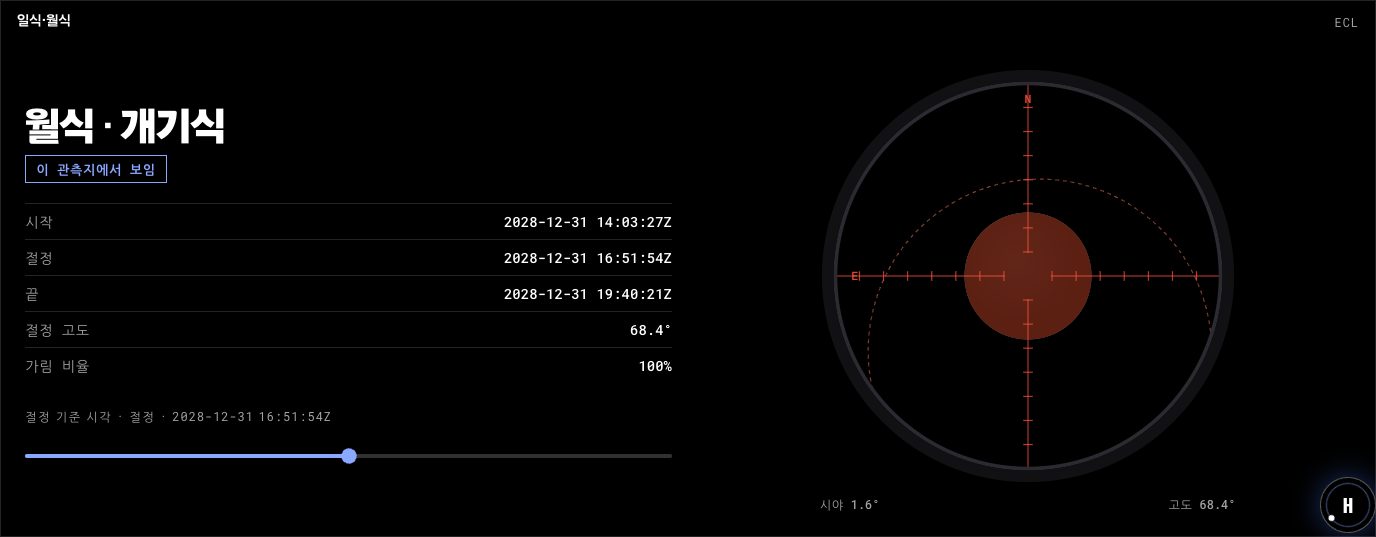 일식·월식
ECL
월식 · 개기식
이 관측지에서 보임
시작 2028-12-31 14:03:27Z
절정 2028-12-31 16:51:54Z
끝 2028-12-31 19:40:21Z
절정 고도 68.4°
가림 비율 100%
절정 기준 시각 · 절정 · 2028-12-31 16:51:54Z
N
E
시야 1.6°
고도 68.4°
H